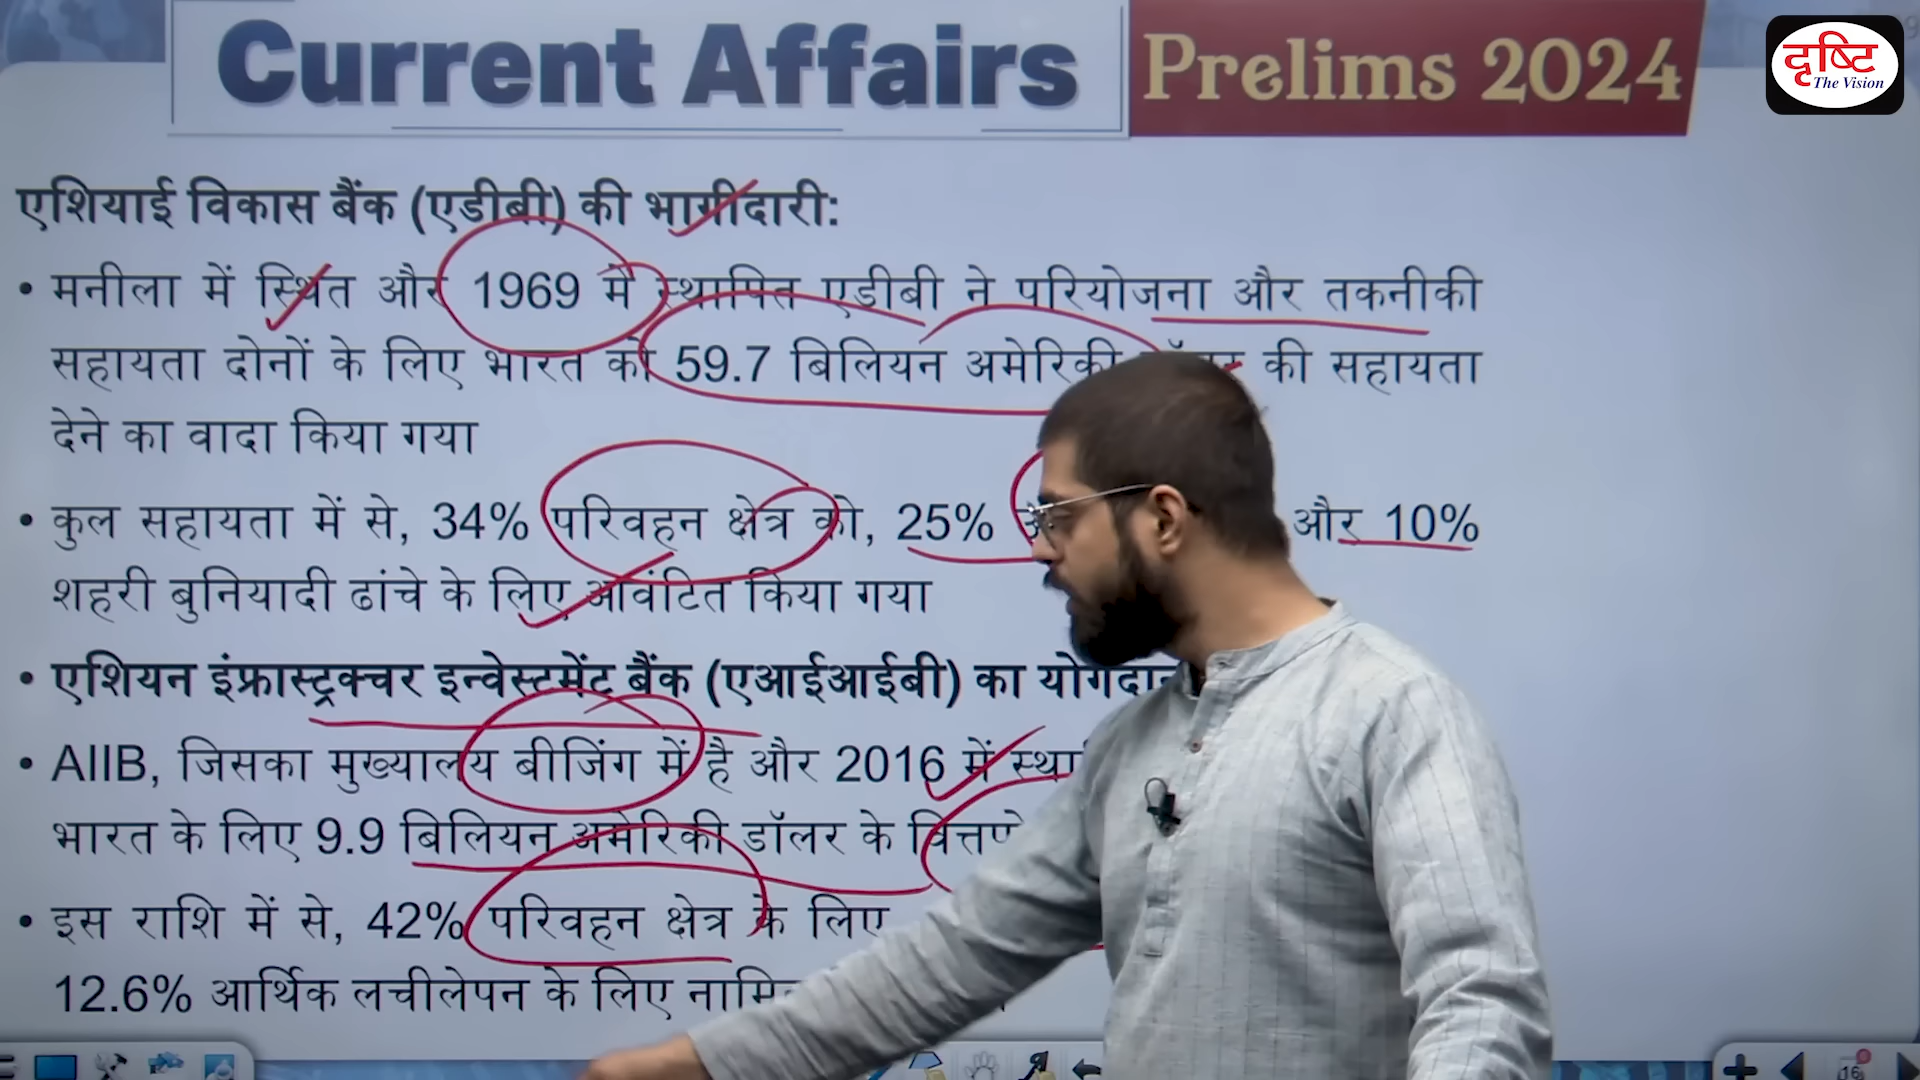 Current Affairs Prelims 2024
दृष्टि
The Vision
एशियाई विकास बैंक (एडीबी) की भागीदारी:
• मनीला में स्थित और 1969 में स्थापित एडीबी ने परियोजना और तकनीकी
सहायता दोनों के लिए भारत को 59.7 बिलियन अमेरिकी की सहायता
देने का वादा किया गया
• कुल सहायता में से, 34% परिवहन क्षेत्र को, 25% और 10%
शहरी बुनियादी ढांचे के लिए आवंटित किया गया
• एशियन इंफ्रास्ट्रक्चर इन्वेस्टमेंट बैंक (एआईआईबी) का
• AIIB, जिसका मुख्यालय बीजिंग में है और 2016 में
भारत के लिए 9.9 बिलियन अमेरिकी डॉलर के
• इस राशि में से, 42% परिवहन क्षेत्र के लिए
12.6% आर्थिक लचीलेपन के लिए
16